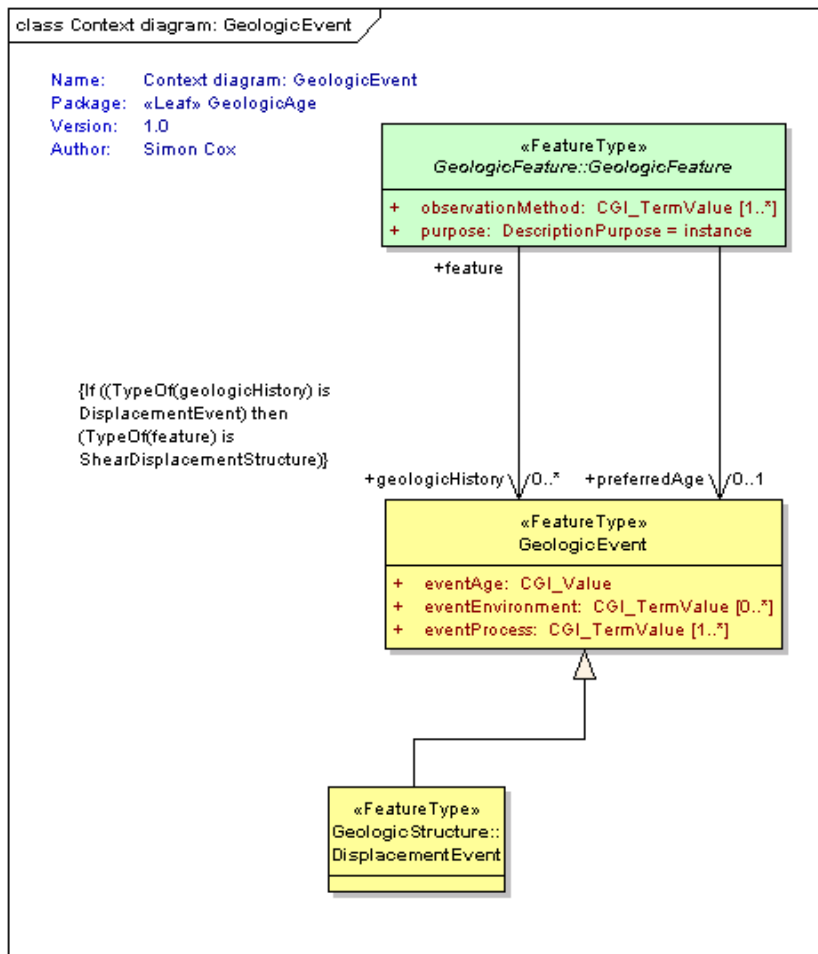 class Context diagram: GeologicEvent
Name: Context diagram: GeologicEvent
Package: «Leaf» GeologicAge
Version: 1.0
Author: Simon Cox
«FeatureType»
GeologicFeature::GeologicFeature
+ observationMethod: CGI_TermValue [1..*]
+ purpose: DescriptionPurpose = instance
+feature
{If ((TypeOf(geologicHistory) is
DisplacementEvent) then
(TypeOf(feature) is
ShearDisplacementStructure)}
+geologicHistory 0..* +preferredAge 0..1
«FeatureType»
GeologicEvent
+ eventAge: CGI_Value
+ eventEnvironment: CGI_TermValue [0..*]
+ eventProcess: CGI_TermValue [1..*]
«FeatureType»
GeologicStructure::
DisplacementEvent